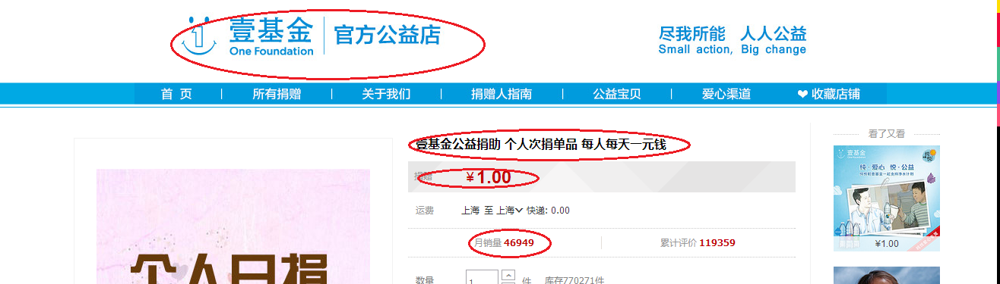 壹基金 官方公益店
One Foundation
尽我所能 人人公益
Small action, Big change
首 页 所有捐赠 关于我们 捐赠人指南 公益宝贝 爱心渠道 ❤ 收藏店铺
看了又看
壹基金公益捐助 个人次捐单品 每人每天一元钱
捐赠 ¥1.00
运费 上海 至 上海 快递: 0.00
月销量 46949 累计评价 119359
数量 1 件 库存770271件
个人日捐
壹基金
纯·爱心 悦·公益
¥1.00